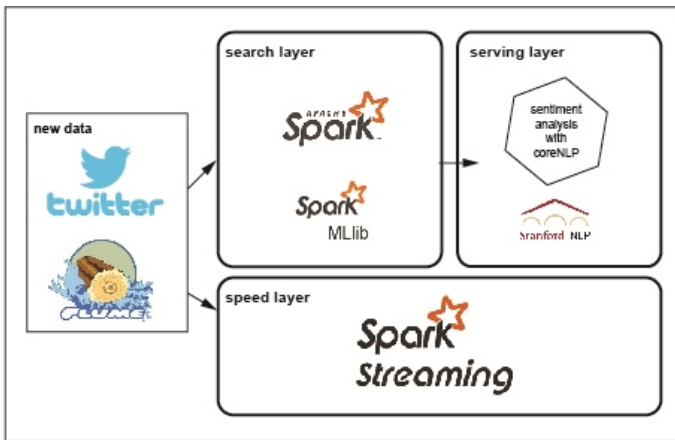 new data
twitter
FLUME
search layer
APACHE
Spark
Spark
MLlib
serving layer
sentiment
analysis
with
coreNLP
Stanford NLP
speed layer
Spark
Streaming